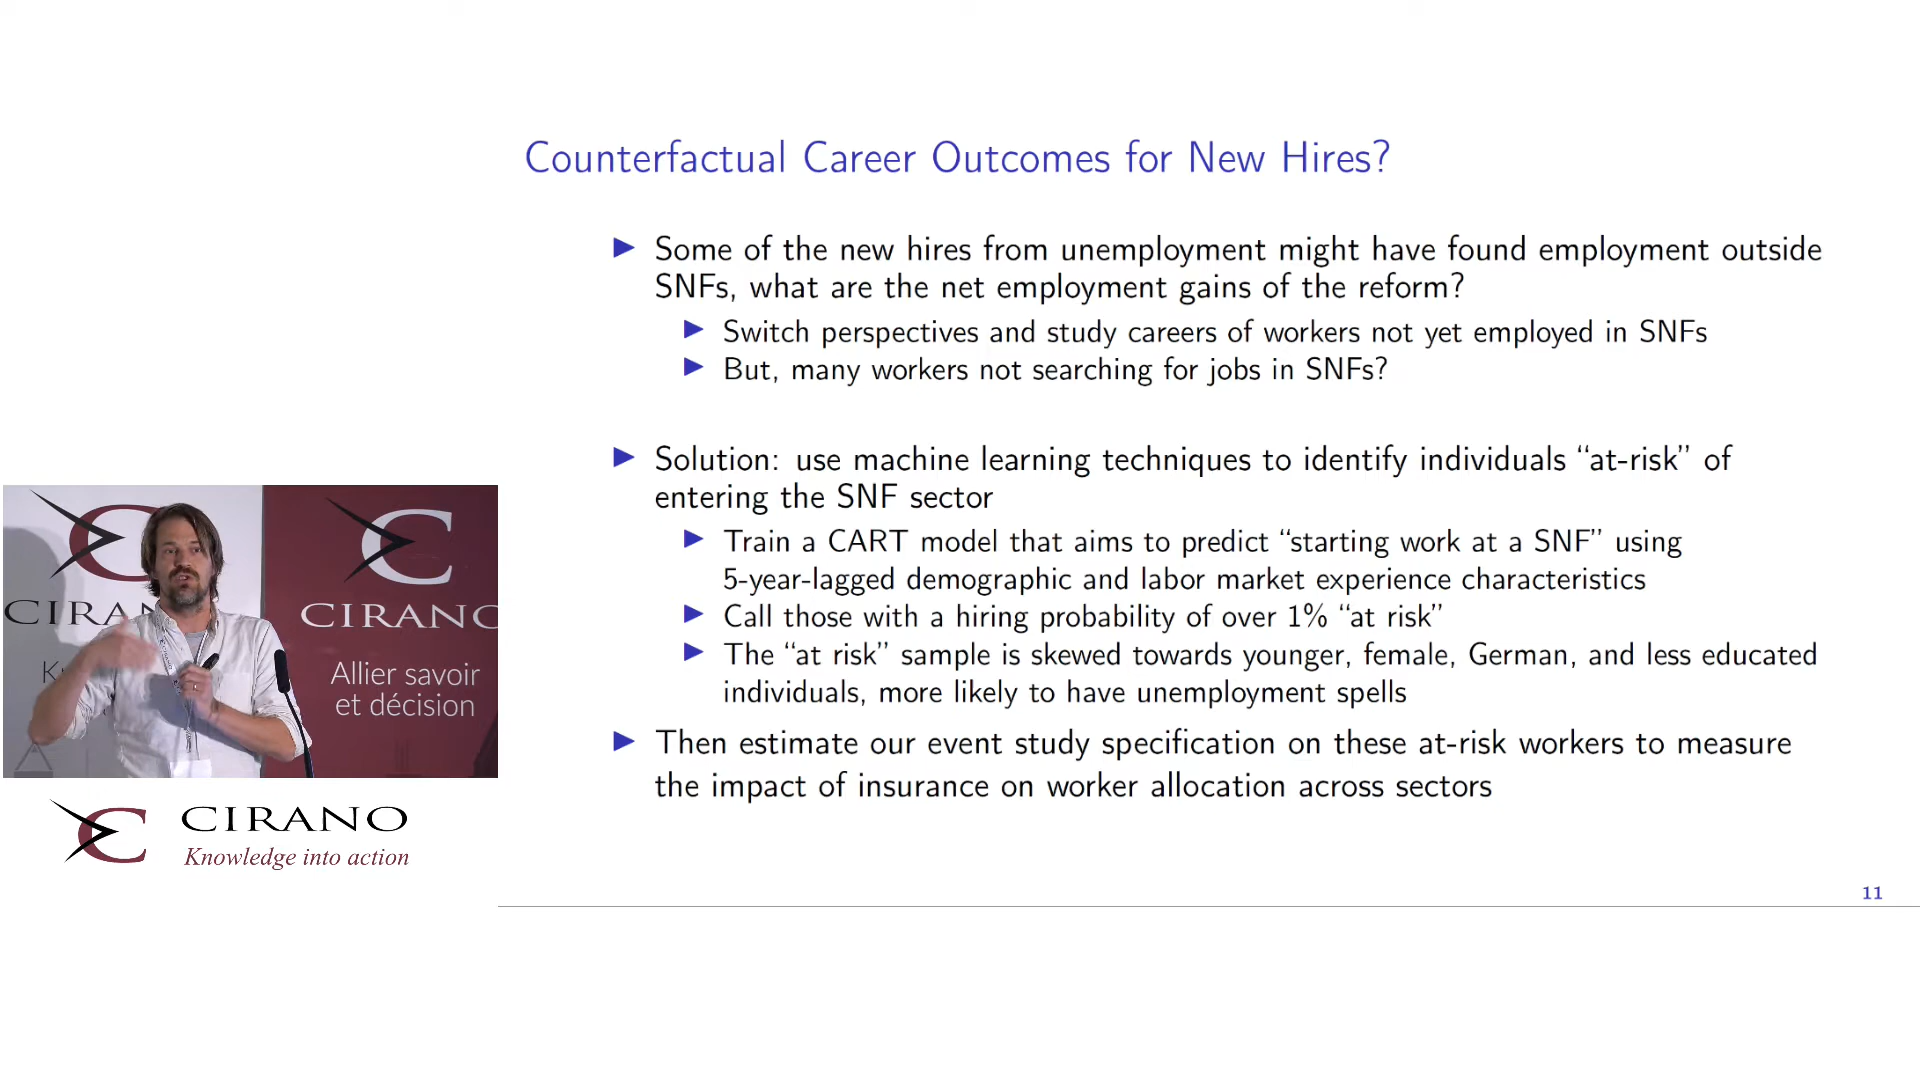 Counterfactual Career Outcomes for New Hires?
Some of the new hires from unemployment might have found employment outside
SNFs, what are the net employment gains of the reform?
Switch perspectives and study careers of workers not yet employed in SNFs
But, many workers not searching for jobs in SNFs?
Solution: use machine learning techniques to identify individuals “at-risk” of
entering the SNF sector
Train a CART model that aims to predict “starting work at a SNF” using
5-year-lagged demographic and labor market experience characteristics
Call those with a hiring probability of over 1% “at risk”
The “at risk” sample is skewed towards younger, female, German, and less educated
individuals, more likely to have unemployment spells
Then estimate our event study specification on these at-risk workers to measure
the impact of insurance on worker allocation across sectors
11
CIRAN
CIRANO
Allier savoir
et décision
CIRANO
Knowledge into action